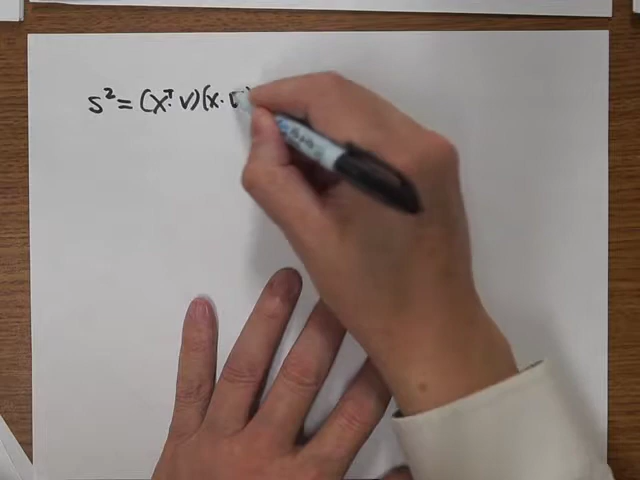 s² = (xᵀ· v)(x · v